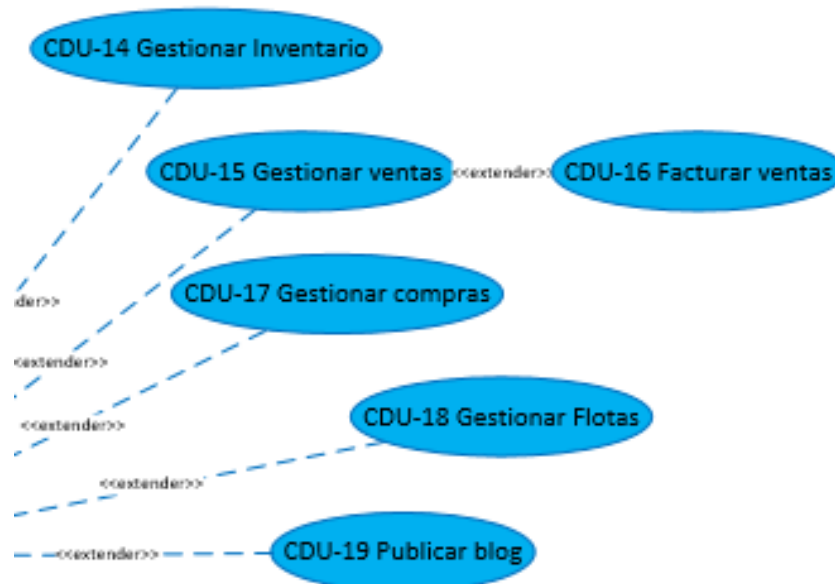 CDU-14 Gestionar Inventario
CDU-15 Gestionar ventas
<<extender>>
CDU-16 Facturar ventas
CDU-17 Gestionar compras
der>>
<<extender>>
<<extender>>
CDU-18 Gestionar Flotas
<<extender>>
<<extender>>
CDU-19 Publicar blog